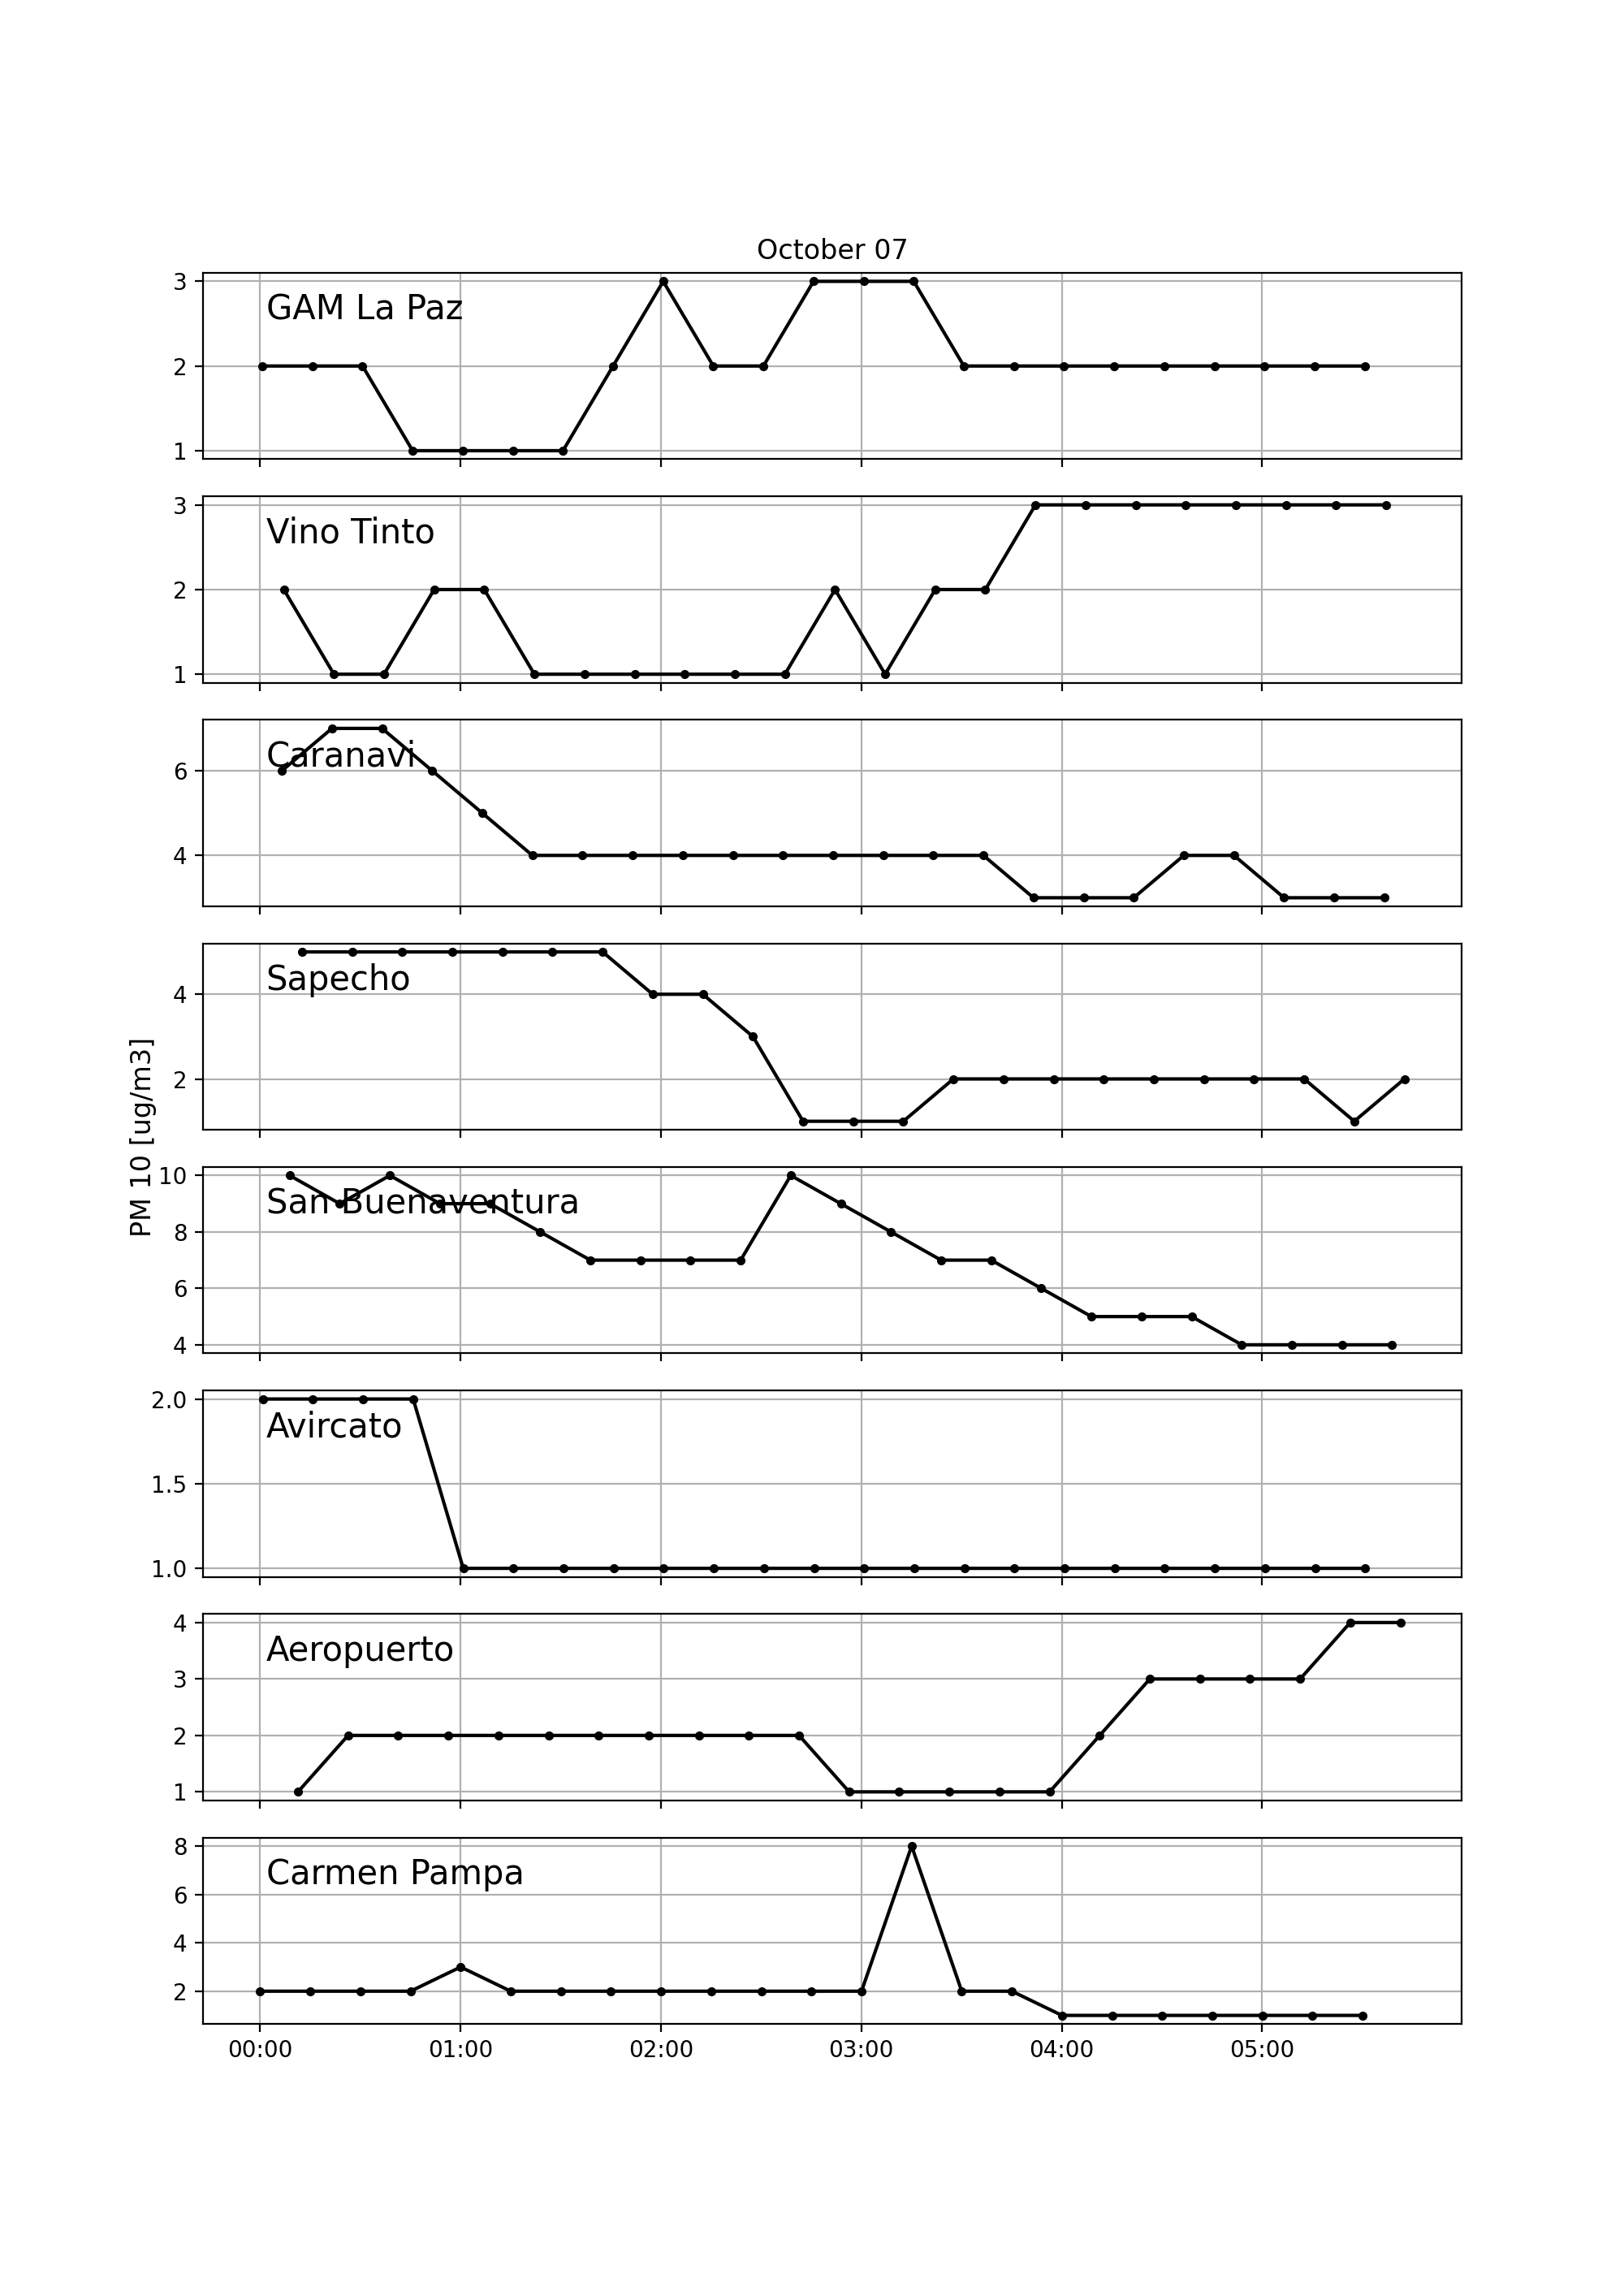 October 07
3
GAM La Paz
2
1
3
Vino Tinto
2
1
Caranavi
6
4
Sapecho
4
2
PM 10 [ug/m3]
10
San Buenaventura
8
6
4
2.0
Avircato
1.5
1.0
4
Aeropuerto
3
2
1
8
Carmen Pampa
6
4
2
00:00 01:00 02:00 03:00 04:00 05:00